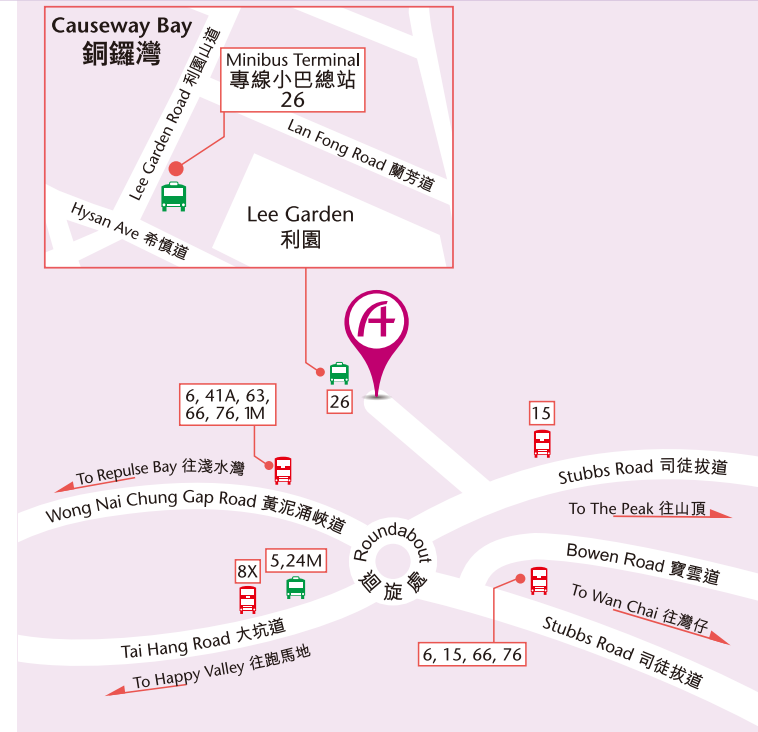 Causeway Bay
銅鑼灣
Minibus Terminal
專線小巴總站
26
Lee Garden Road 利園山道
Lan Fong Road 蘭芳道
Hysan Ave 希慎道
Lee Garden
利園
26
6, 41A, 63,
66, 76, 1M
15
To Repulse Bay 往淺水灣
Stubbs Road 司徒拔道
Wong Nai Chung Gap Road 黃泥涌峽道
To The Peak 往山頂
Roundabout
迴旋處
5,24M
8X
Bowen Road 寶雲道
To Wan Chai 往灣仔
Tai Hang Road 大坑道
6, 15, 66, 76
Stubbs Road 司徒拔道
To Happy Valley 往跑馬地